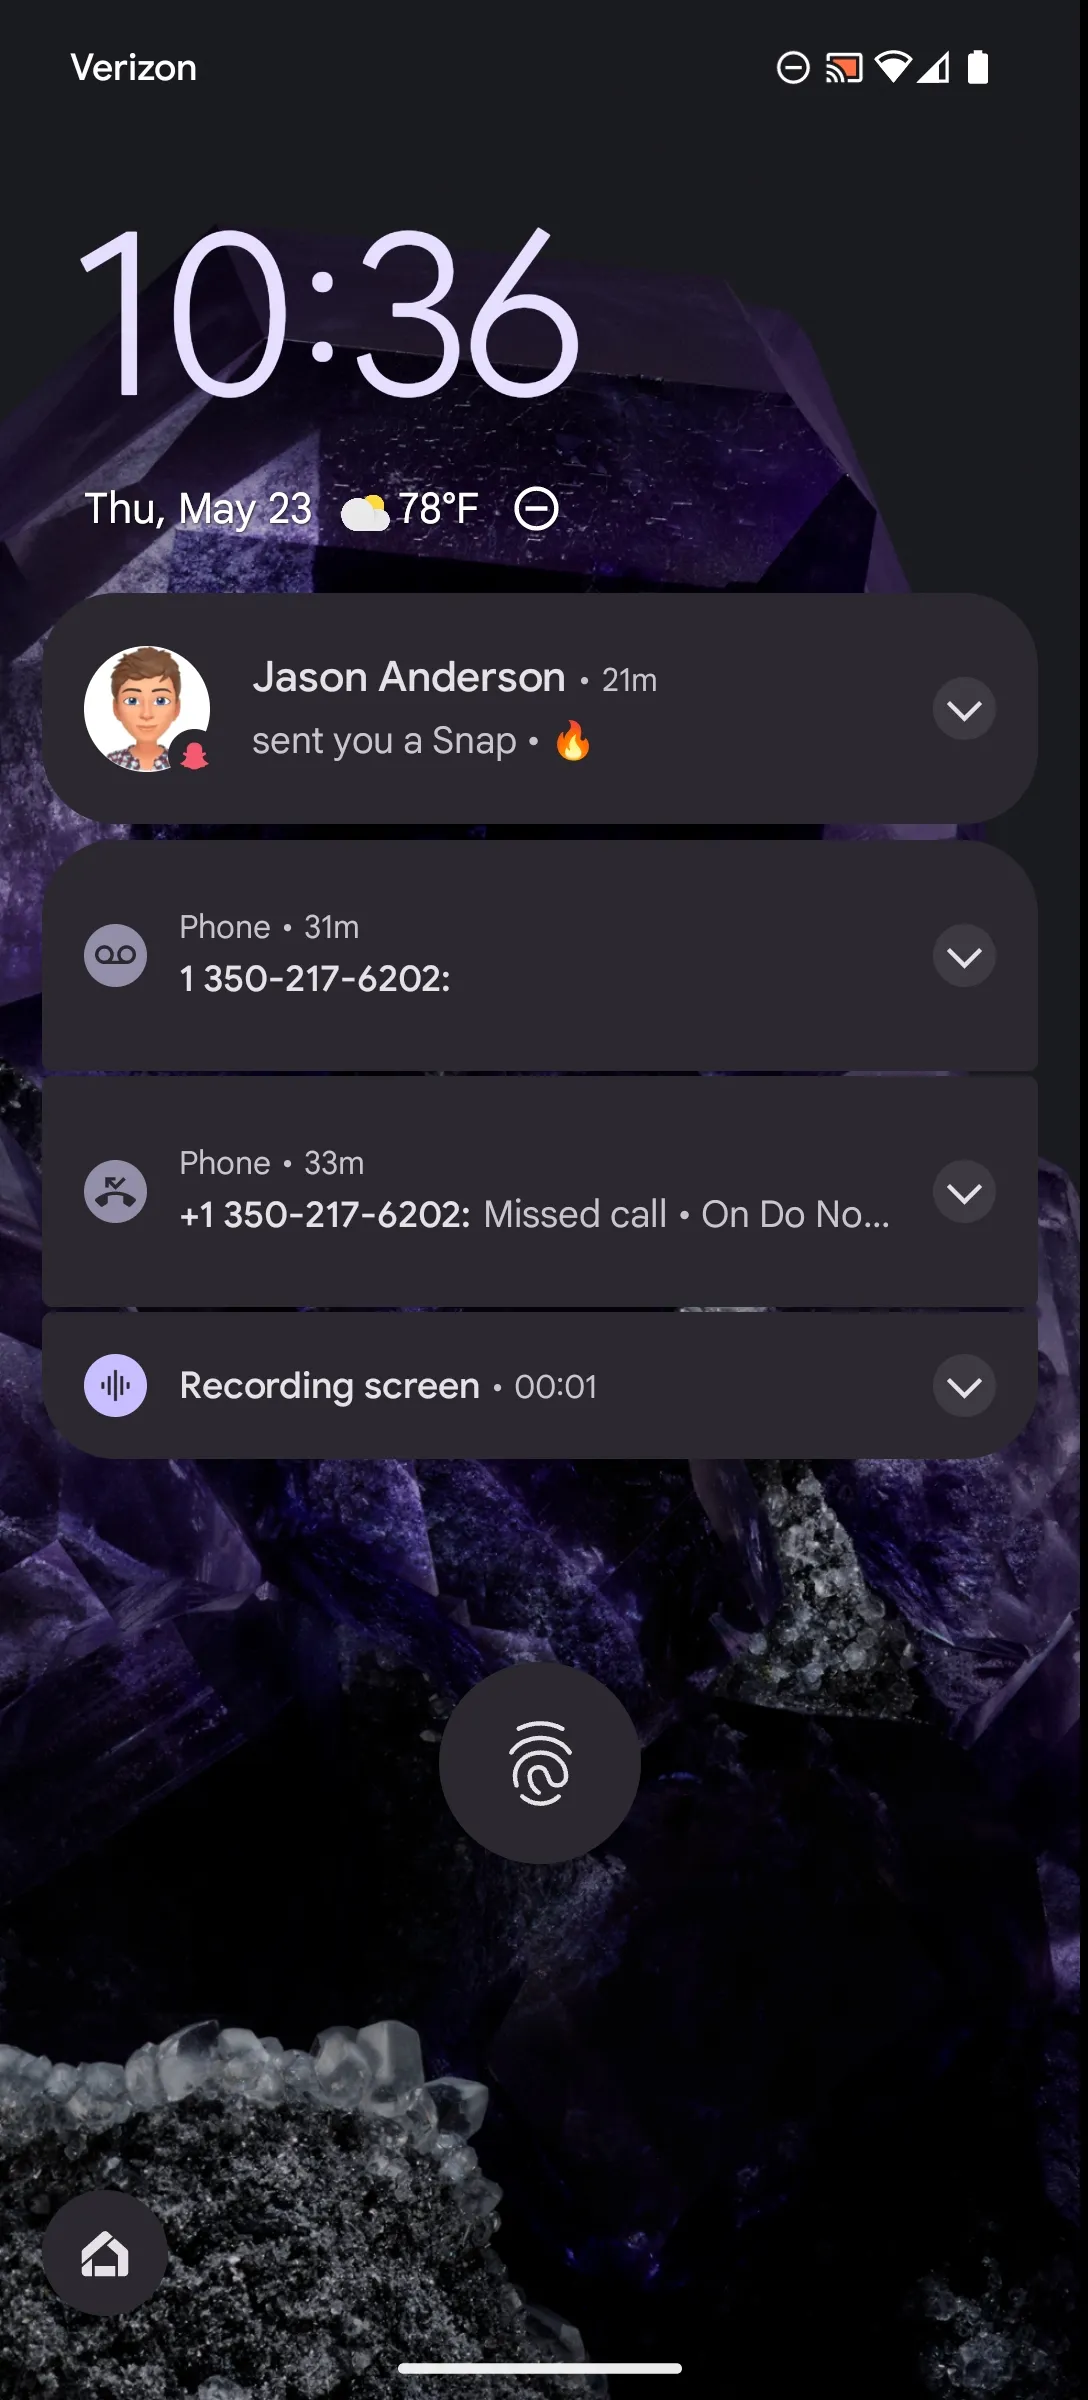 Verizon
10:36
Thu, May 23 78°F
Jason Anderson • 21m
sent you a Snap • 🔥
Phone • 31m
1 350-217-6202:
Phone • 33m
+1 350-217-6202: Missed call • On Do No...
Recording screen • 00:01